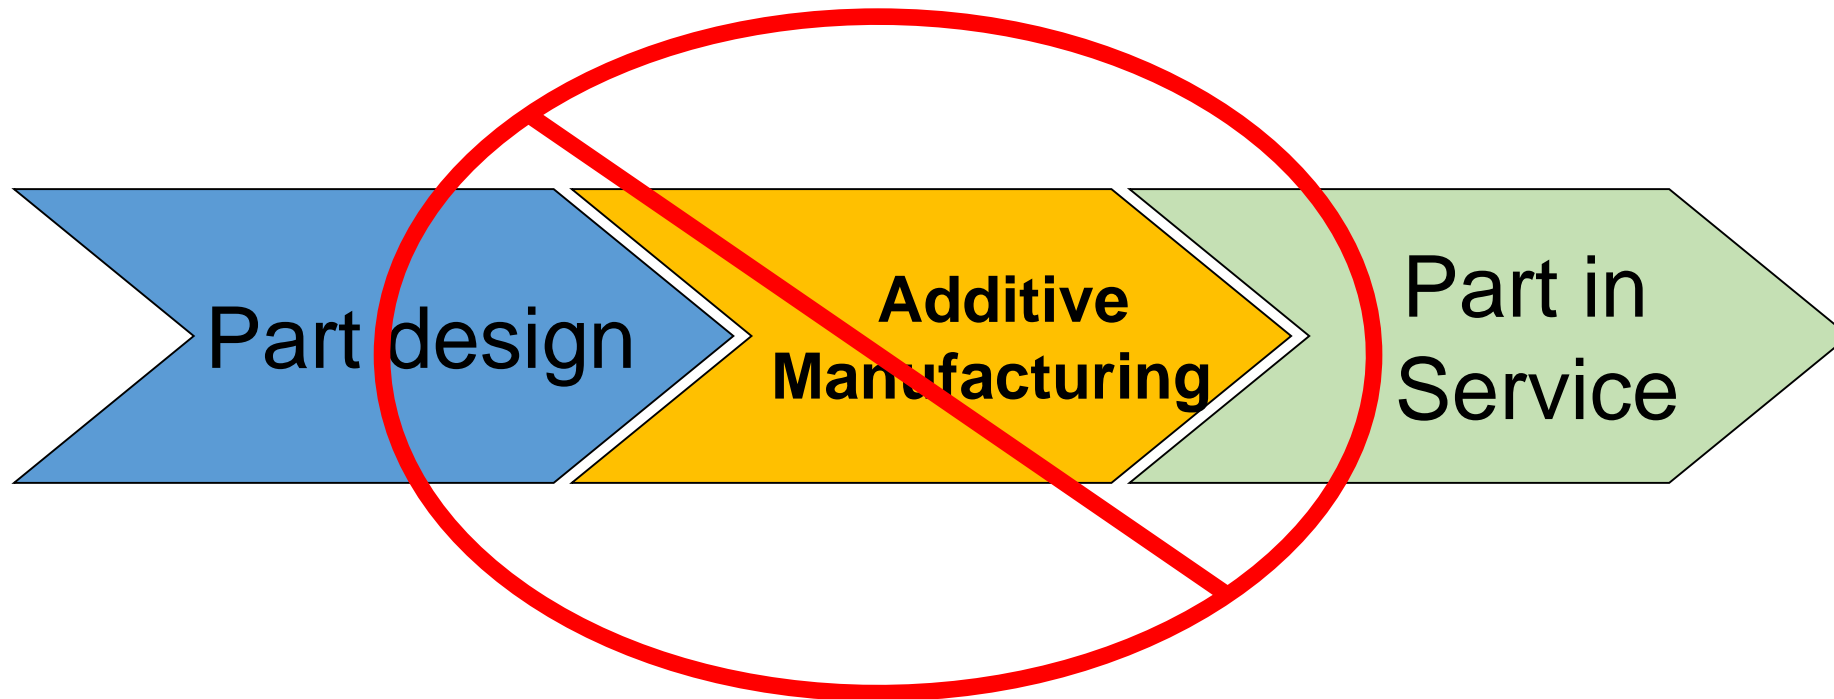 Part design
Additive
Manufacturing
Part in
Service